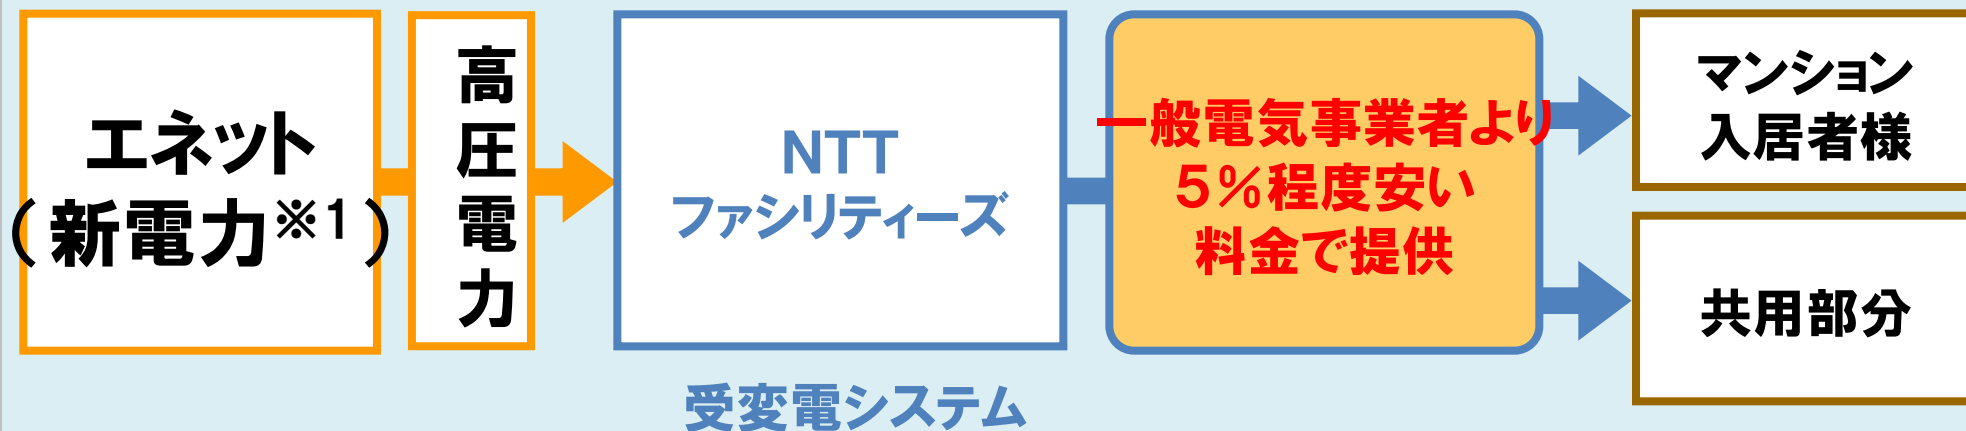 エネット
（新電力※1）
高圧電力
NTT
ファシリティーズ
受変電システム
一般電気事業者より
５％程度安い
料金で提供
マンション
入居者様
共用部分